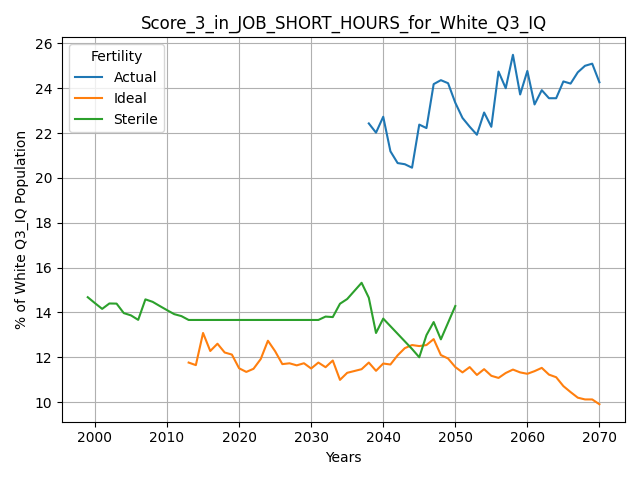 Score_3_in_JOB_SHORT_HOURS_for_White_Q3_IQ
Fertility
Actual
Ideal
Sterile
% of White Q3_IQ Population
26
24
22
20
18
16
14
12
10
2000 2010 2020 2030 2040 2050 2060 2070
Years